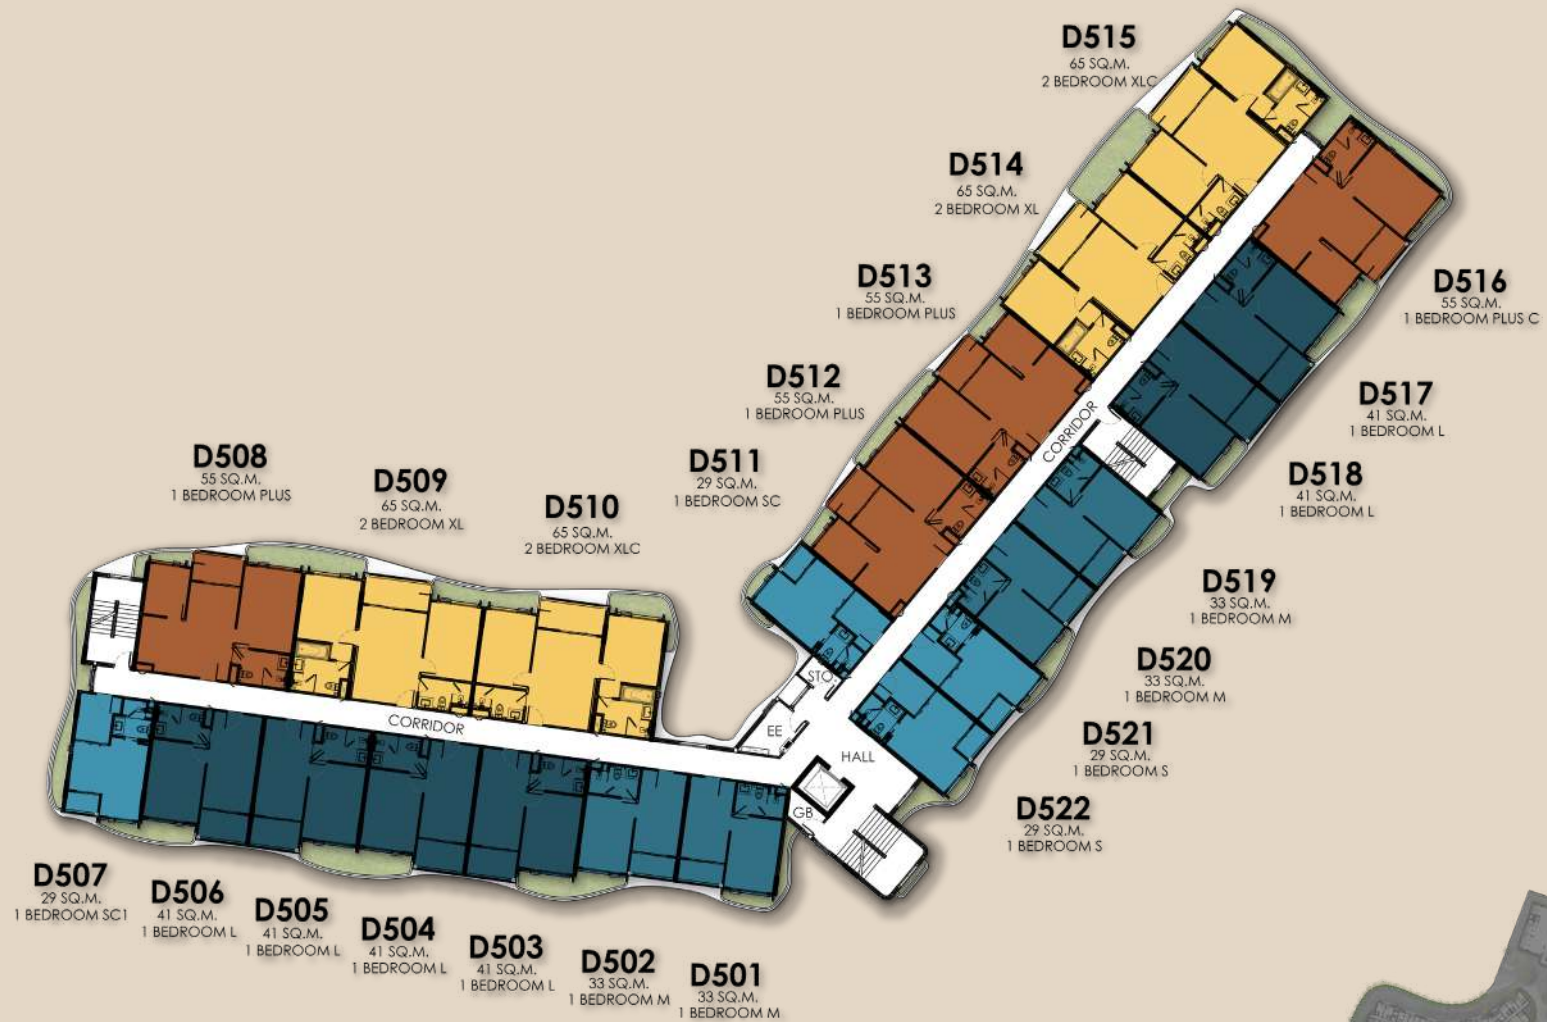 D515
65 SQ.M.
2 BEDROOM XLC
D514
65 SQ.M.
2 BEDROOM XL
D513
55 SQ.M.
1 BEDROOM PLUS
D516
55 SQ.M.
1 BEDROOM PLUS C
D512
55 SQ.M.
1 BEDROOM PLUS
D517
41 SQ.M.
1 BEDROOM L
CORRIDOR
D511
29 SQ.M.
1 BEDROOM SC
D508
55 SQ.M.
1 BEDROOM PLUS
D509
65 SQ.M.
2 BEDROOM XL
D510
65 SQ.M.
2 BEDROOM XLC
D518
41 SQ.M.
1 BEDROOM L
D519
33 SQ.M.
1 BEDROOM M
D520
33 SQ.M.
1 BEDROOM M
STO.
CORRIDOR
EE
HALL
D521
29 SQ.M.
1 BEDROOM S
GB
D522
29 SQ.M.
1 BEDROOM S
D507
29 SQ.M.
1 BEDROOM SC1
D506
41 SQ.M.
1 BEDROOM L
D505
41 SQ.M.
1 BEDROOM L
D504
41 SQ.M.
1 BEDROOM L
D503
41 SQ.M.
1 BEDROOM L
D502
33 SQ.M.
1 BEDROOM M
D501
33 SQ.M.
1 BEDROOM M